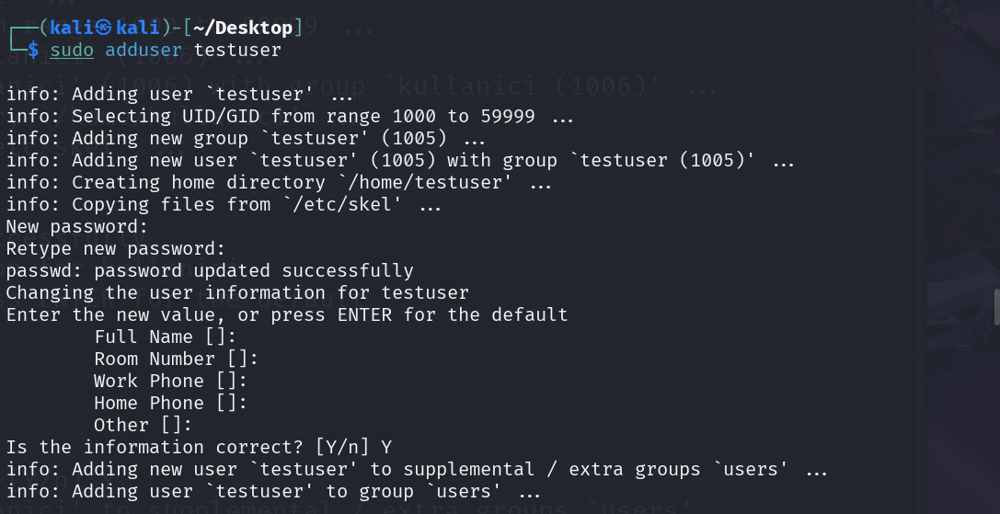 ┌──(kali㉿kali)-[~/Desktop]
└─$ sudo adduser testuser
info: Adding user `testuser' ...
info: Selecting UID/GID from range 1000 to 59999 ...
info: Adding new group `testuser' (1005) ...
info: Adding new user `testuser' (1005) with group `testuser (1005)' ...
info: Creating home directory `/home/testuser' ...
info: Copying files from `/etc/skel' ...
New password:
Retype new password:
passwd: password updated successfully
Changing the user information for testuser
Enter the new value, or press ENTER for the default
        Full Name []:
        Room Number []:
        Work Phone []:
        Home Phone []:
        Other []:
Is the information correct? [Y/n] Y
info: Adding new user `testuser' to supplemental / extra groups `users' ...
info: Adding user `testuser' to group `users' ...